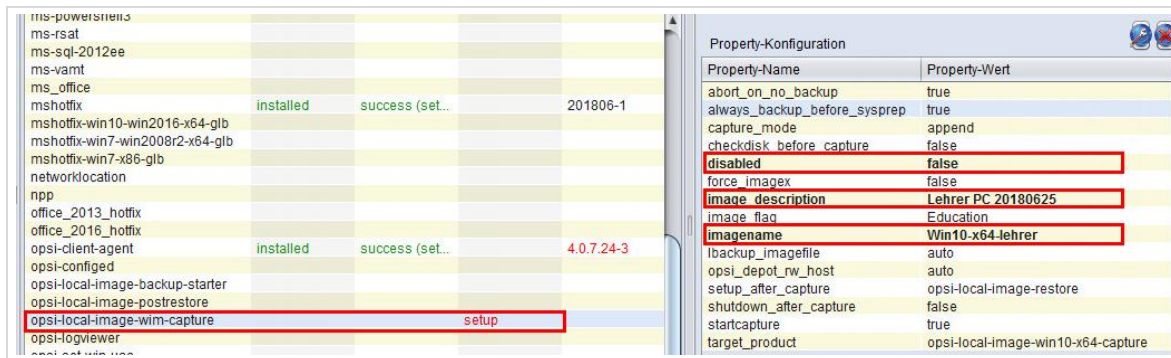 ms-powershell3
ms-rsat
ms-sql-2012ee
ms-vamt
ms_office
mshotfix installed success (set... 201806-1
mshotfix-win10-win2016-x64-glb
mshotfix-win7-win2008r2-x64-glb
mshotfix-win7-x86-glb
networklocation
npp
office_2013_hotfix
office_2016_hotfix
opsi-client-agent installed success (set... 4.0.7.24-3
opsi-configed
opsi-local-image-backup-starter
opsi-local-image-postrestore
opsi-local-image-wim-capture setup
opsi-logviewer
Property-Konfiguration
Property-Name Property-Wert
abort_on_no_backup true
always_backup_before_sysprep true
capture_mode append
checkdisk_before_capture false
disabled false
force_imagex false
image_description Lehrer PC 20180625
image_flag Education
imagename Win10-x64-lehrer
lbackup_imagefile auto
opsi_depot_rw_host auto
setup_after_capture opsi-local-image-restore
shutdown_after_capture false
startcapture true
target_product opsi-local-image-win10-x64-capture